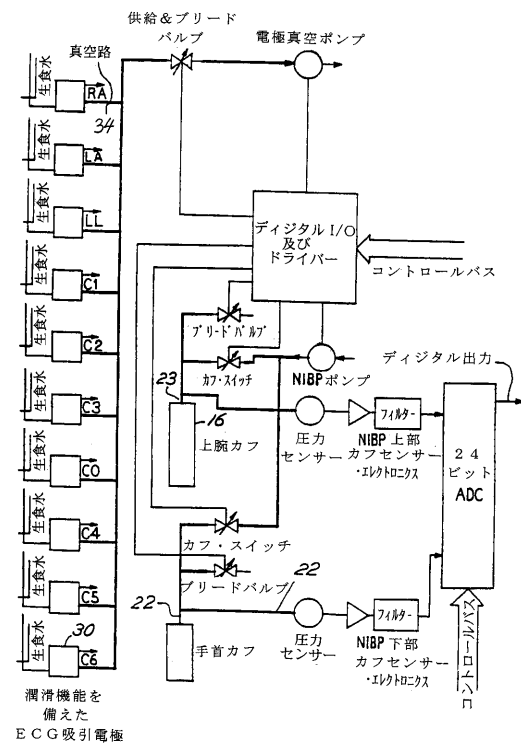 供給&ブリード
バルブ
電極真空ポンプ
真空路
34
生食水
RA
生食水
LA
生食水
LL
生食水
C1
生食水
C2
生食水
C3
生食水
C0
生食水
C4
生食水
C5
生食水
30
C6
潤滑機能を
備えた
ECG吸引電極
ディジタルI/O
及び
ドライバー
コントロールバス
ブリードバルブ
カフ・スイッチ
NIBPポンプ
23
16
上腕カフ
圧力
センサー
フィルター
NIBP上部
カフセンサー
・エレクトロニクス
ディジタル出力
24
ビット
ADC
カフ・スイッチ
ブリードバルブ
22
22
手首カフ
圧力
センサー
フィルター
NIBP下部
カフセンサー
・エレクトロニクス
コントロールバス